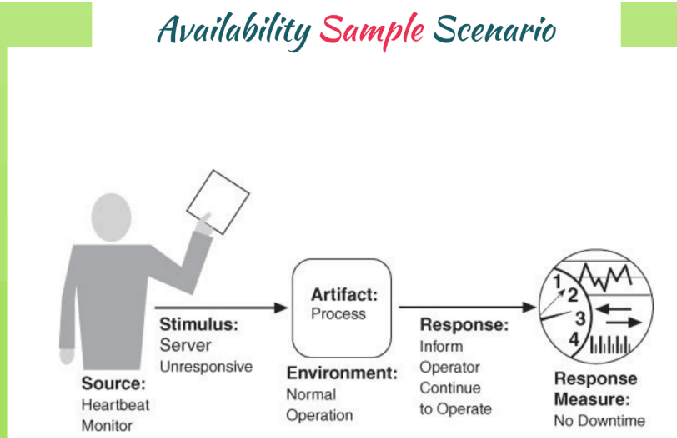 Availability Sample Scenario
Source:
Heartbeat
Monitor
Stimulus:
Server
Unresponsive
Artifact:
Process
Environment:
Normal
Operation
Response:
Inform
Operator
Continue
to Operate
1
2
3
4
Response
Measure:
No Downtime